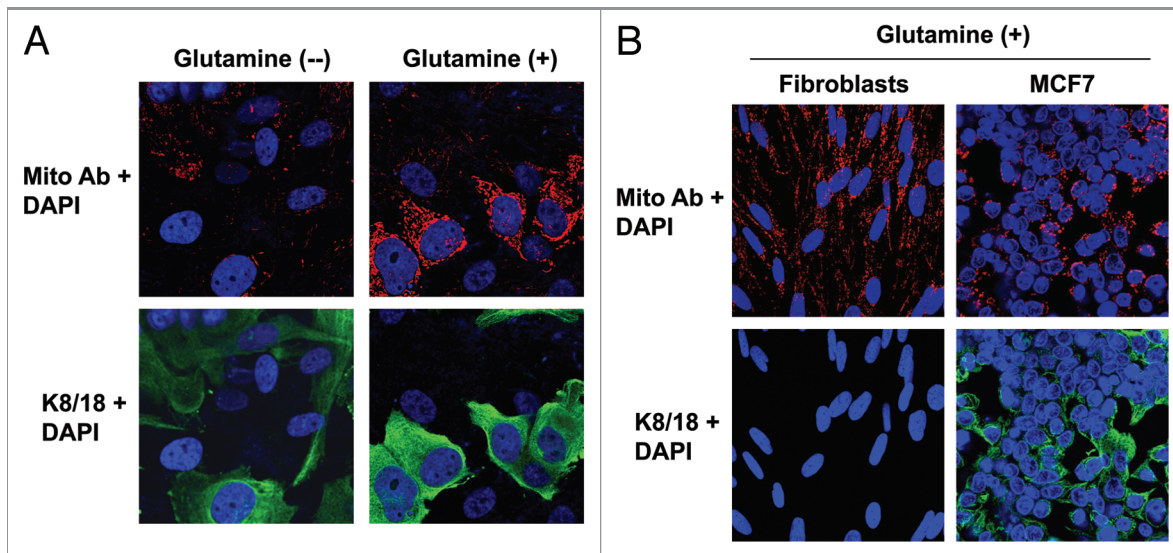 A
Glutamine (--)
Glutamine (+)
Mito Ab +
DAPI
K8/18 +
DAPI
B
Glutamine (+)
Fibroblasts
MCF7
Mito Ab +
DAPI
K8/18 +
DAPI